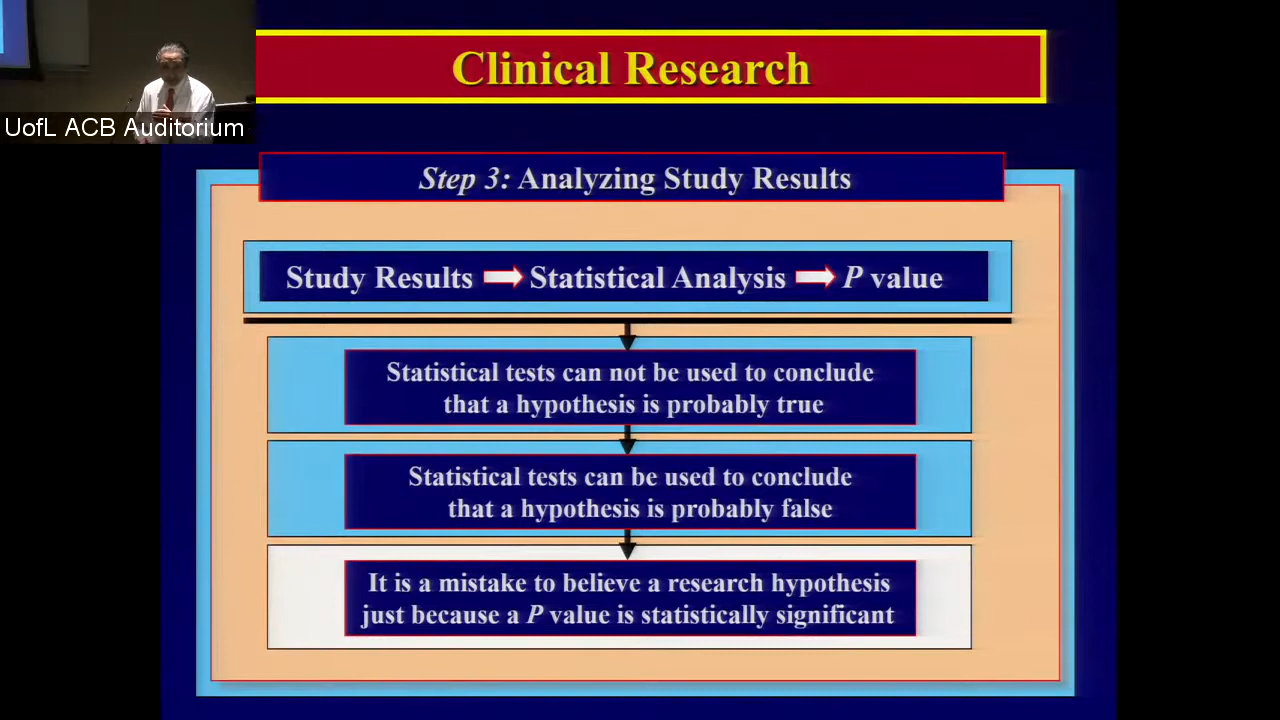 UofL ACB Auditorium
Clinical Research
Step 3: Analyzing Study Results
Study Results Statistical Analysis P value
Statistical tests can not be used to conclude
that a hypothesis is probably true
Statistical tests can be used to conclude
that a hypothesis is probably false
It is a mistake to believe a research hypothesis
just because a P value is statistically significant